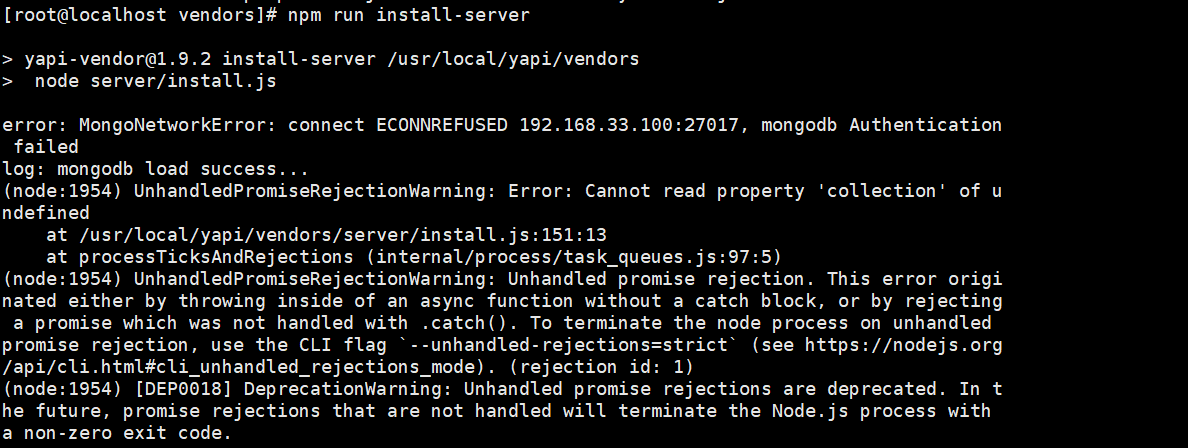 [root@localhost vendors]# npm run install-server
> yapi-vendor@1.9.2 install-server /usr/local/yapi/vendors
>  node server/install.js
error: MongoNetworkError: connect ECONNREFUSED 192.168.33.100:27017, mongodb Authentication
 failed
log: mongodb load success...
(node:1954) UnhandledPromiseRejectionWarning: Error: Cannot read property 'collection' of u
ndefined
    at /usr/local/yapi/vendors/server/install.js:151:13
    at processTicksAndRejections (internal/process/task_queues.js:97:5)
(node:1954) UnhandledPromiseRejectionWarning: Unhandled promise rejection. This error origi
nated either by throwing inside of an async function without a catch block, or by rejecting
 a promise which was not handled with .catch(). To terminate the node process on unhandled
promise rejection, use the CLI flag `--unhandled-rejections=strict` (see https://nodejs.org
/api/cli.html#cli_unhandled_rejections_mode). (rejection id: 1)
(node:1954) [DEP0018] DeprecationWarning: Unhandled promise rejections are deprecated. In t
he future, promise rejections that are not handled will terminate the Node.js process with
a non-zero exit code.